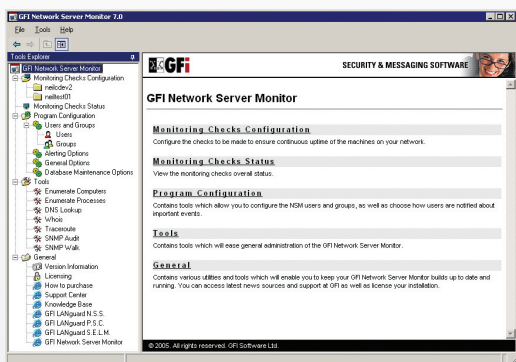 GFI Network Server Monitor 7.0
File Tools Help
Tools Explorer
GFI Network Server Monitor
Monitoring Checks Configuration
neilcdev2
neiltest01
Monitoring Checks Status
Program Configuration
Users and Groups
Users
Groups
Alerting Options
General Options
Database Maintenance Options
Tools
Enumerate Computers
Enumerate Processes
DNS Lookup
Whois
Traceroute
SNMP Audit
SNMP Walk
General
Version Information
Licensing
How to purchase
Support Center
Knowledge Base
GFI LANguard N.S.S.
GFI LANguard P.S.C.
GFI LANguard S.E.L.M.
GFI Network Server Monitor
GFi
SECURITY & MESSAGING SOFTWARE
GFI Network Server Monitor
Monitoring Checks Configuration
Configure the checks to be made to ensure continuous uptime of the machines on your network.
Monitoring Checks Status
View the monitoring checks overall status.
Program Configuration
Contains tools which allow you to configure the NSM users and groups, as well as choose how users are notified about
important events.
Tools
Contains tools which will ease general administration of the GFI Network Server Monitor.
General
Contains various utilities and tools which will enable you to keep your GFI Network Server Monitor builds up to date and
running. You can access latest news sources and support at GFI as well as license your installation.
© 2005. All rights reserved. GFI Software Ltd.